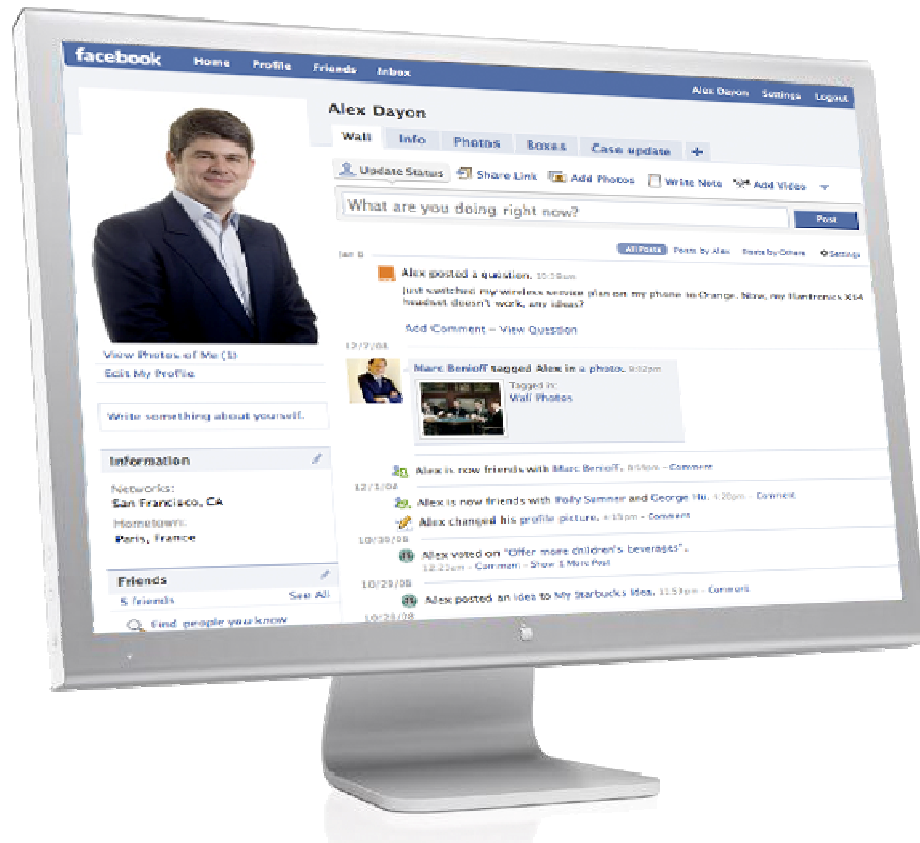 facebook Home Profile Friends Inbox
Alex Dayon Settings Logout
Alex Dayon
Wall Info Photos Boxes Case update +
Update Status Share Link Add Photos Write Note Add Video
What are you doing right now?
Post
All Posts Posts by Alex Posts by Others Settings
Alex posted a question.
Just switched my wireless service plan on my phone to Orange. Now, my Plantronics X54
headset doesn't work, any ideas?
Add Comment – View Question
View Photos of Me (1)
Edit My Profile
Write something about yourself.
Information
Networks:
San Francisco, CA
Hometown:
Paris, France
Friends
5 friends See All
Find people you know
12/7/08
Marc Benioff tagged Alex in a photo.
Tagged in:
Wall Photos
Alex is now friends with Marc Benioff. - Comment
12/1/08
Alex is now friends with Polly Sumner and George Hu. - Comment
Alex changed his profile picture. - Comment
10/30/08
Alex voted on "Offer more children's beverages".
- Comment - Show 1 More Post
10/29/08
Alex posted an idea to My Starbucks Idea. - Comment